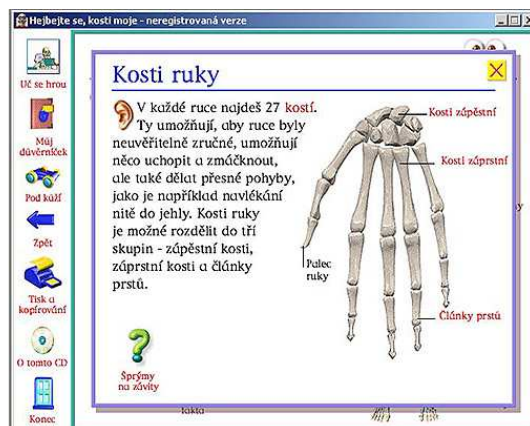 Hejbejte se, kosti moje - neregistrovaná verze
Uč se hrou
Můj
důvěrníček
Pod kůží
Zpět
Tisk a
kopírování
O tomto CD
Konec
Kosti ruky
V každé ruce najdeš 27 kostí.
Ty umožňují, aby ruce byly
neuvěřitelně zručné, umožňují
něco uchopit a zmáčknout,
ale také dělat přesné pohyby,
jako je například navlékání
nitě do jehly. Kosti ruky
je možné rozdělit do tří
skupin - zápěstní kosti,
záprstní kosti a články
prstů.
Kosti zápěstní
Kosti záprstní
Palec
ruky
Články prstů
Šprýmy
na závity